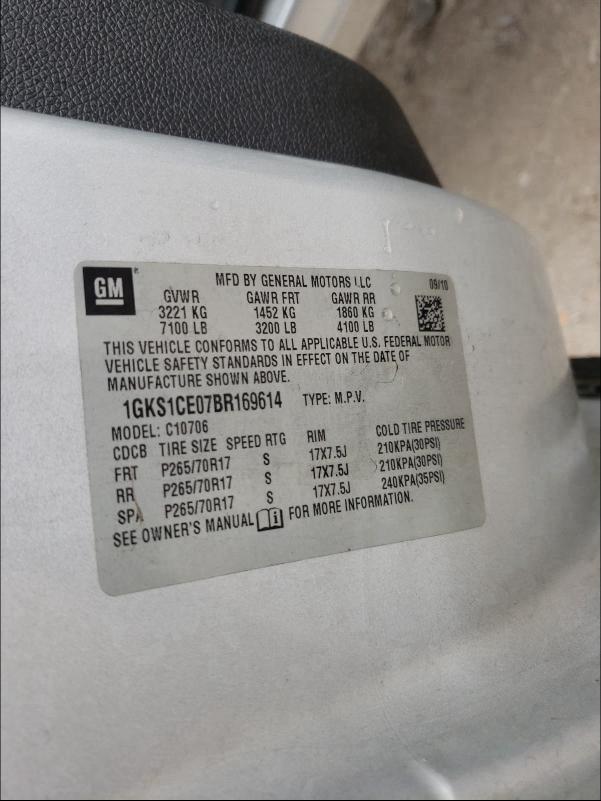 GM
MFD BY GENERAL MOTORS LLC 09/10
GVWR GAWR FRT GAWR RR
3221 KG 1452 KG 1860 KG
7100 LB 3200 LB 4100 LB
THIS VEHICLE CONFORMS TO ALL APPLICABLE U.S. FEDERAL MOTOR
VEHICLE SAFETY STANDARDS IN EFFECT ON THE DATE OF
MANUFACTURE SHOWN ABOVE.
1GKS1CE07BR169614 TYPE: M.P.V.
MODEL: C10706
CDCB TIRE SIZE SPEED RTG RIM COLD TIRE PRESSURE
FRT P265/70R17 S 17X7.5J 210KPA(30PSI)
RR P265/70R17 S 17X7.5J 210KPA(30PSI)
SPA P265/70R17 S 17X7.5J 240KPA(35PSI)
SEE OWNER'S MANUAL FOR MORE INFORMATION.